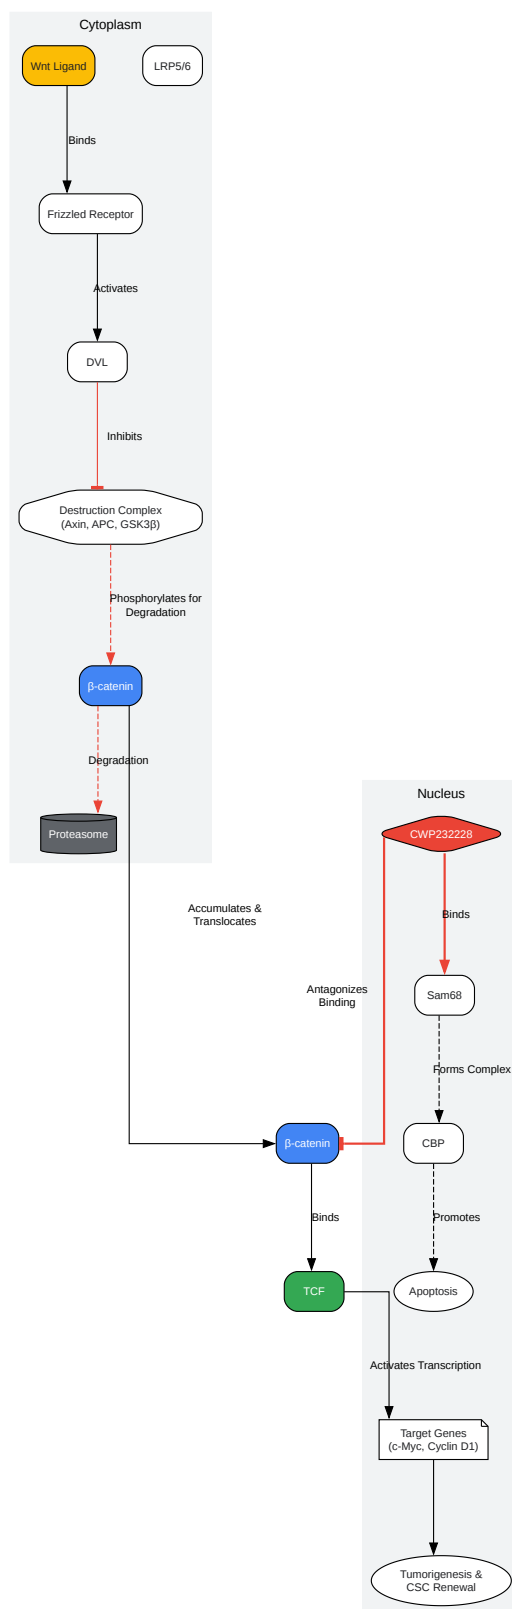 Cytoplasm
Wnt Ligand
LRP5/6
Binds
Frizzled Receptor
Activates
DVL
Inhibits
Destruction Complex
(Axin, APC, GSK3β)
Phosphorylates for
Degradation
β-catenin
Degradation
Proteasome
Nucleus
CWP232228
Binds
Accumulates &
Translocates
Antagonizes
Binding
Sam68
Forms Complex
β-catenin
CBP
Binds
Promotes
TCF
Apoptosis
Activates Transcription
Target Genes
(c-Myc, Cyclin D1)
Tumorigenesis &
CSC Renewal